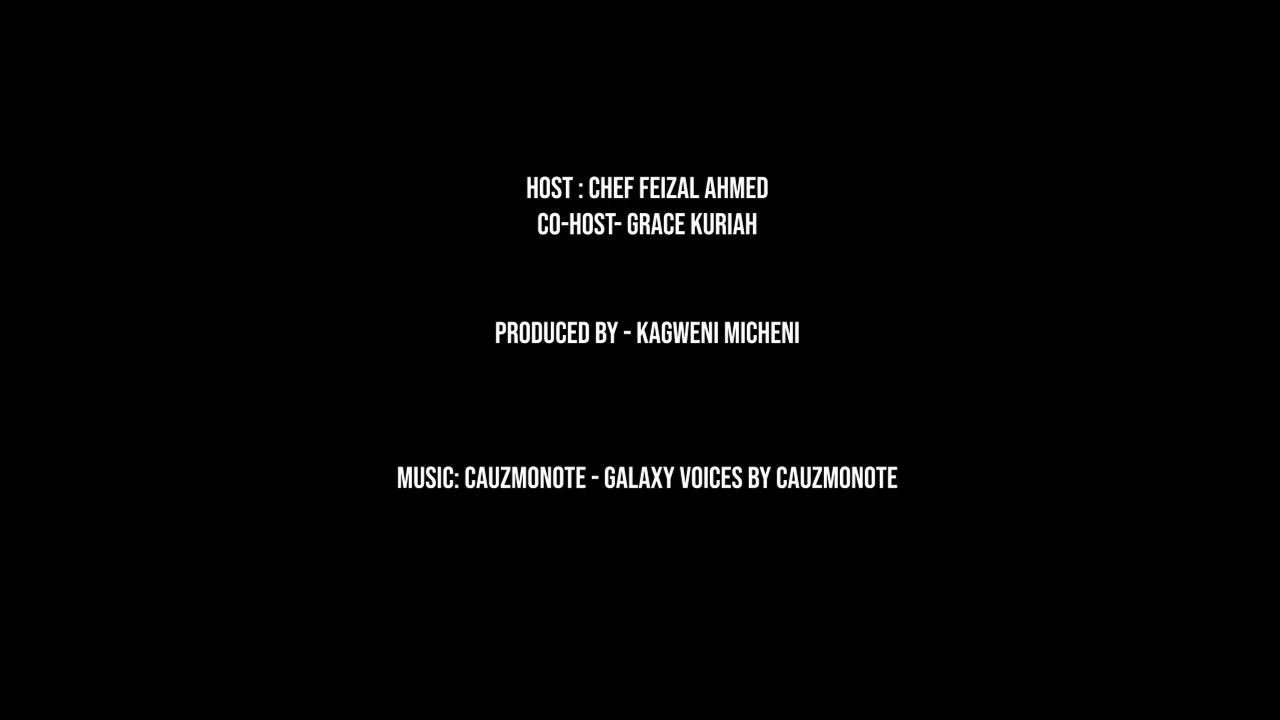 HOST : CHEF FEIZAL AHMED
CO-HOST- GRACE KURIAH
PRODUCED BY - KAGWENI MICHENI
MUSIC: CAUZMONOTE - GALAXY VOICES BY CAUZMONOTE